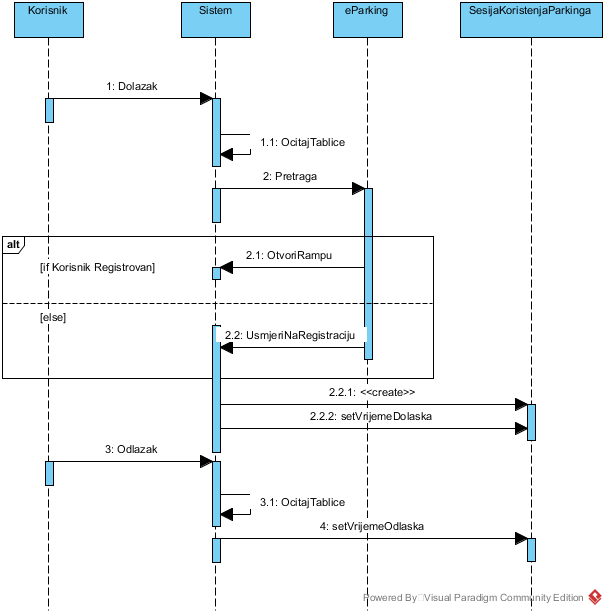 Korisnik
Sistem
eParking
SesijaKoristenjaParkinga
1: Dolazak
1.1: OcitajTablice
2: Pretraga
alt
2.1: OtvoriRampu
[if Korisnik Registrovan]
[else]
2.2: UsmjeriNaRegistraciju
2.2.1: <<create>>
2.2.2: setVrijemeDolaska
3: Odlazak
3.1: OcitajTablice
4: setVrijemeOdlaska
Powered By Visual Paradigm Community Edition